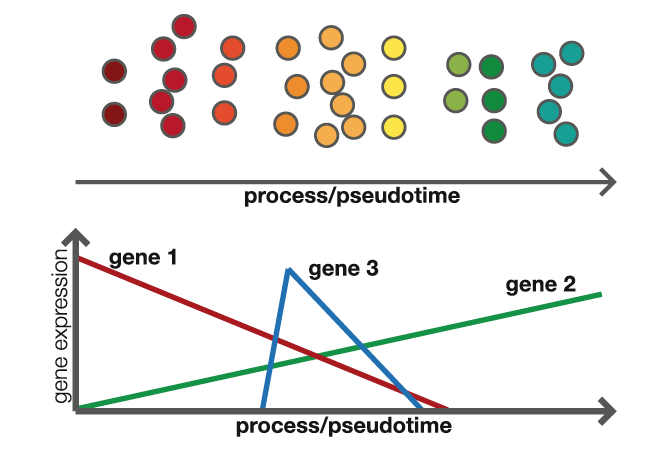 process/pseudotime
gene 1
gene 3
gene 2
gene expression
process/pseudotime